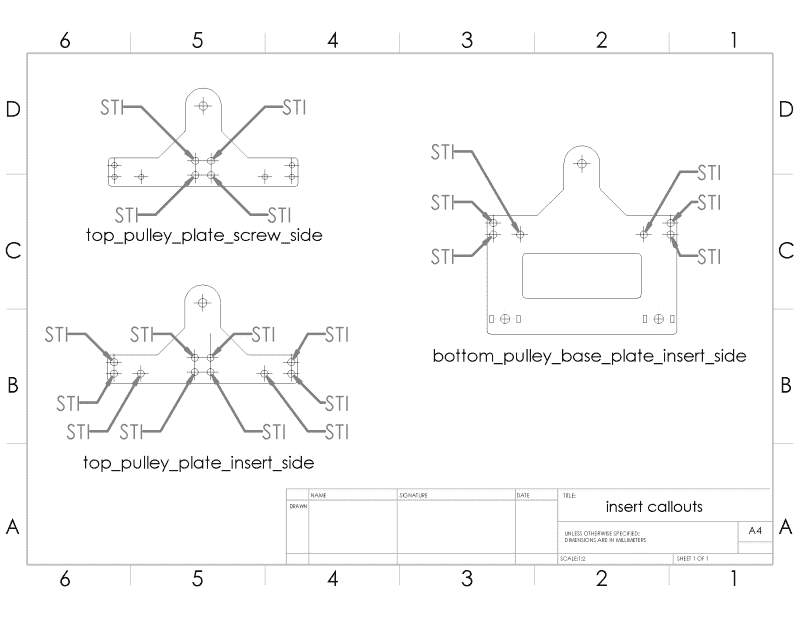 6 5 4 3 2 1
D D
STI STI
STI STI
top_pulley_plate_screw_side
STI STI
STI STI
STI STI
bottom_pulley_base_plate_insert_side
C C
STI STI STI STI
STI STI
STI STI STI STI
top_pulley_plate_insert_side
B B
NAME SIGNATURE DATE TITLE:
DRAWN
insert callouts
UNLESS OTHERWISE SPECIFIED:
DIMENSIONS ARE IN MILLIMETERS
A4
SCALE:1:2 SHEET 1 OF 1
A A
6 5 4 3 2 1